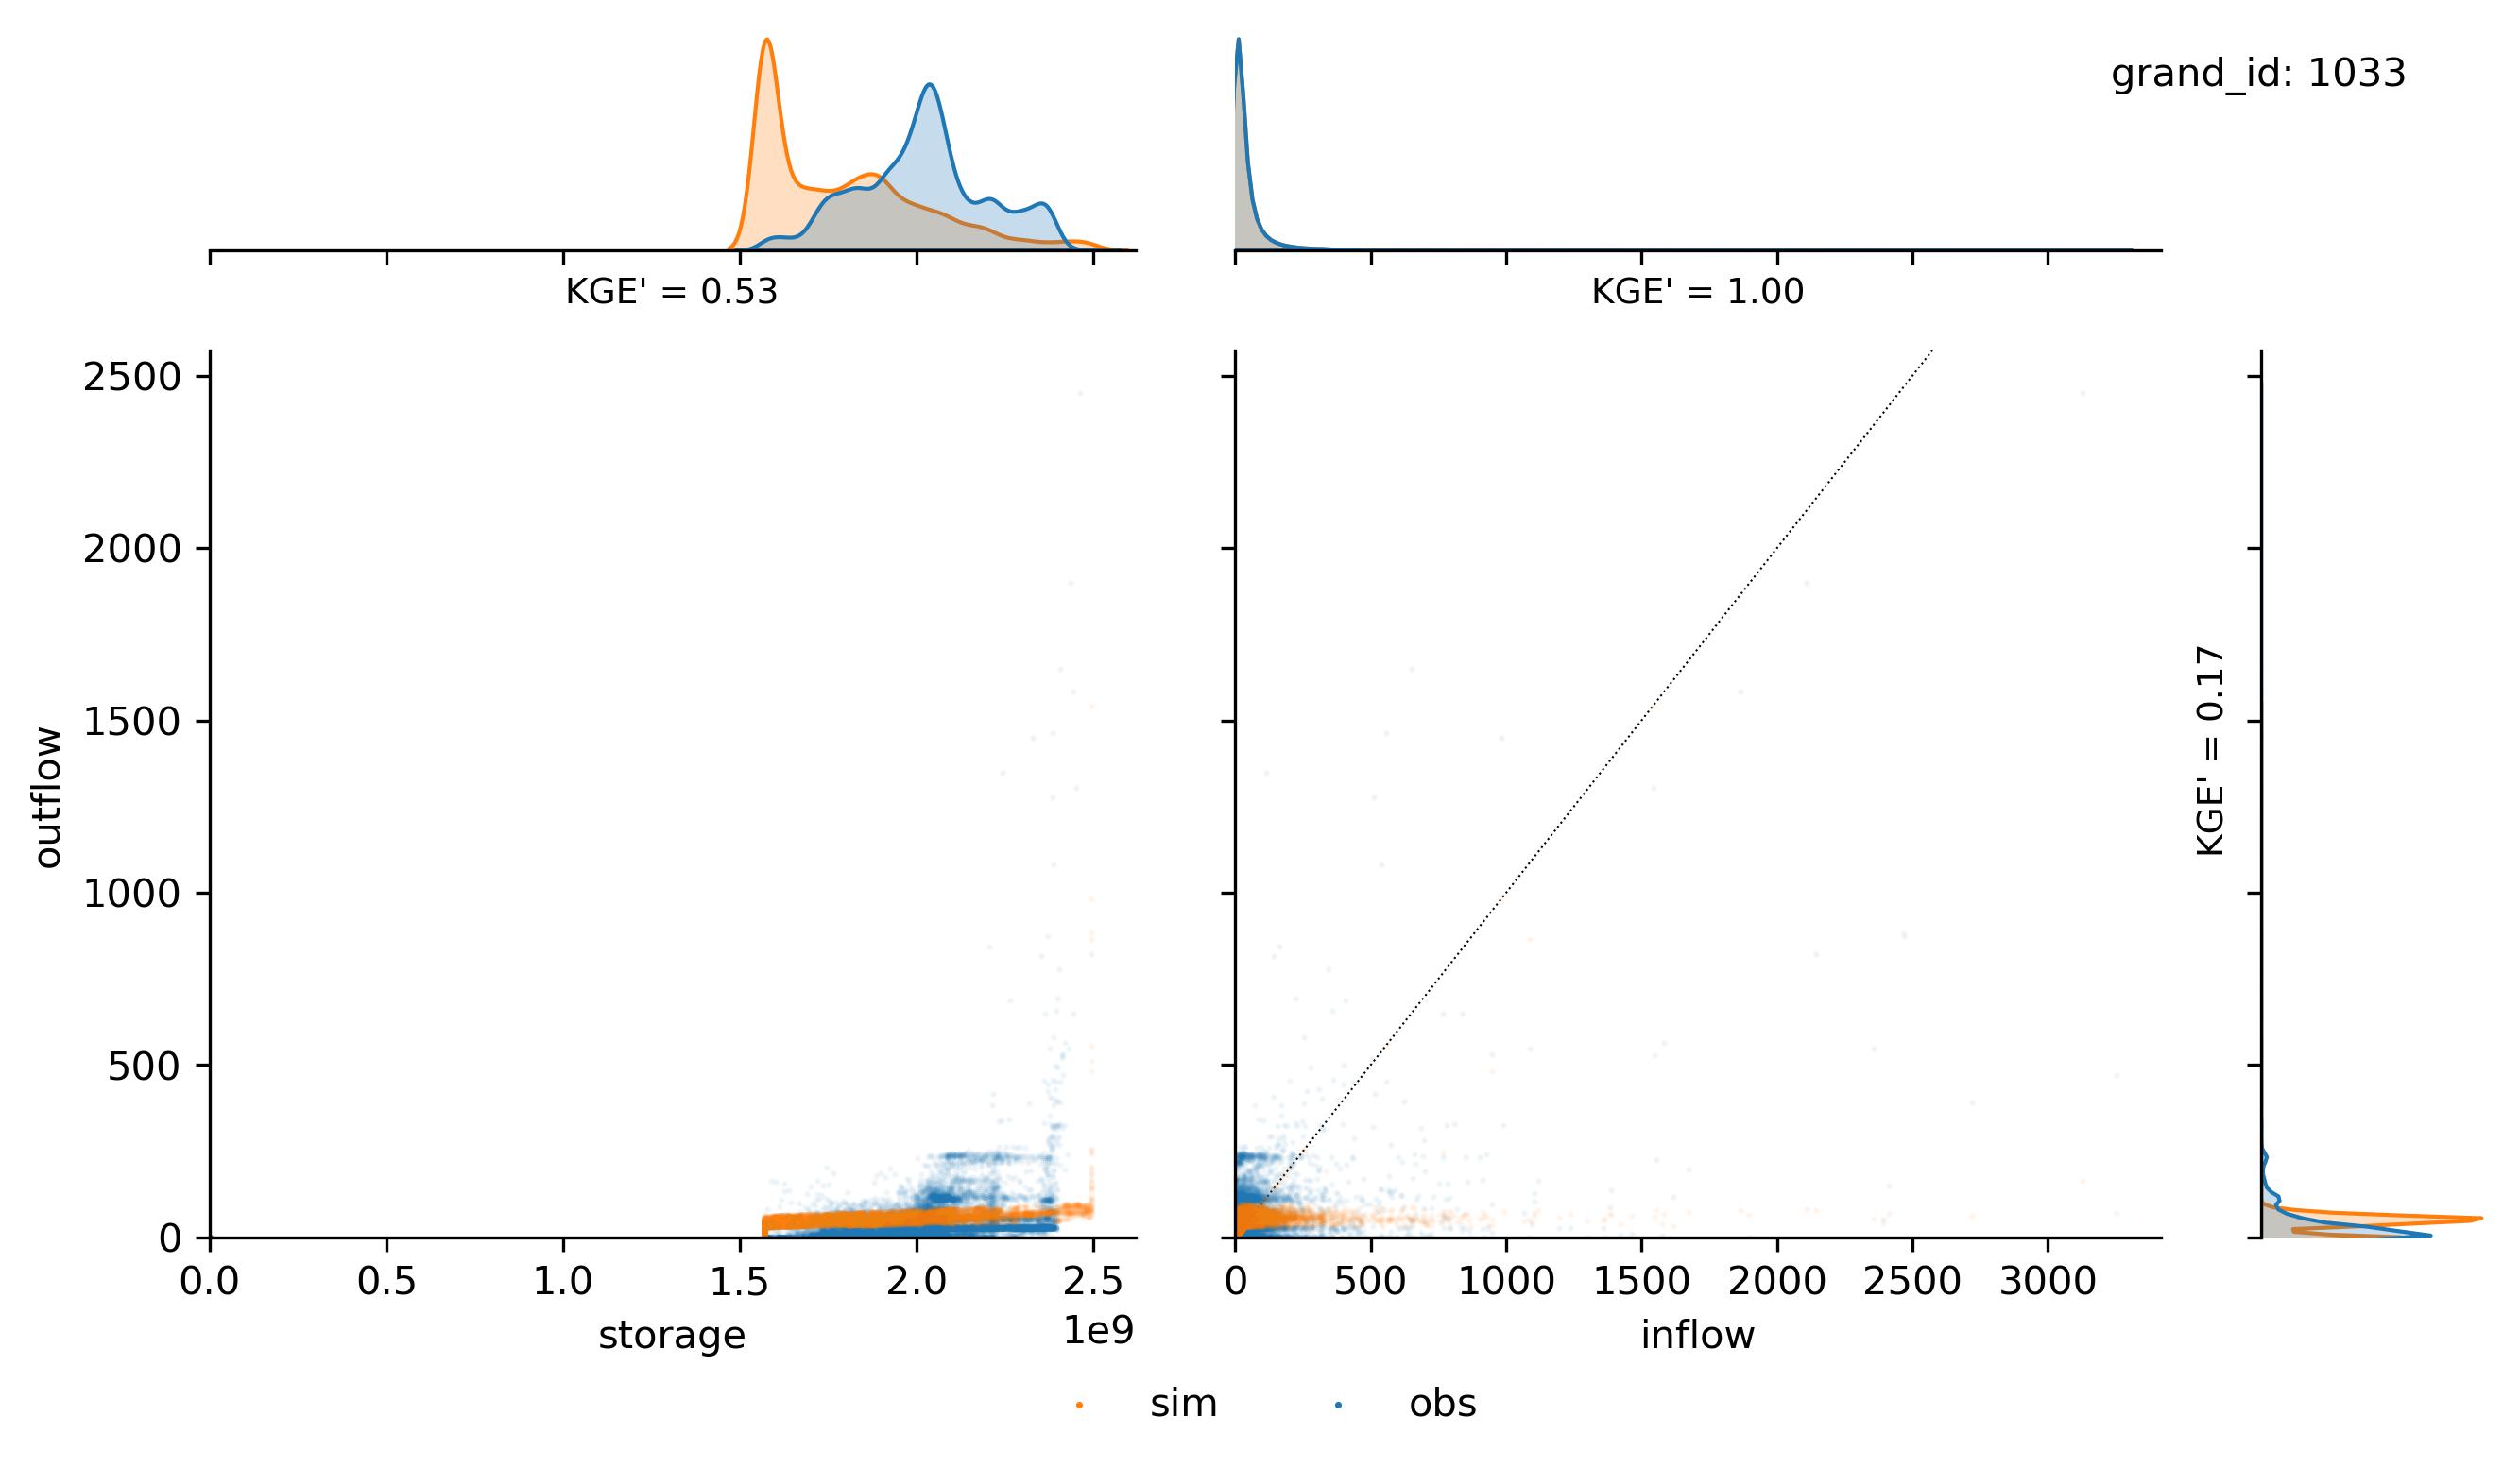 grand_id: 1033
KGE' = 0.53
KGE' = 1.00
2500
2000
1500
1000
500
0
outflow
KGE' = 0.17
0.0 0.5 1.0 1.5 2.0 2.5
1e9
storage
0 500 1000 1500 2000 2500 3000
inflow
sim obs